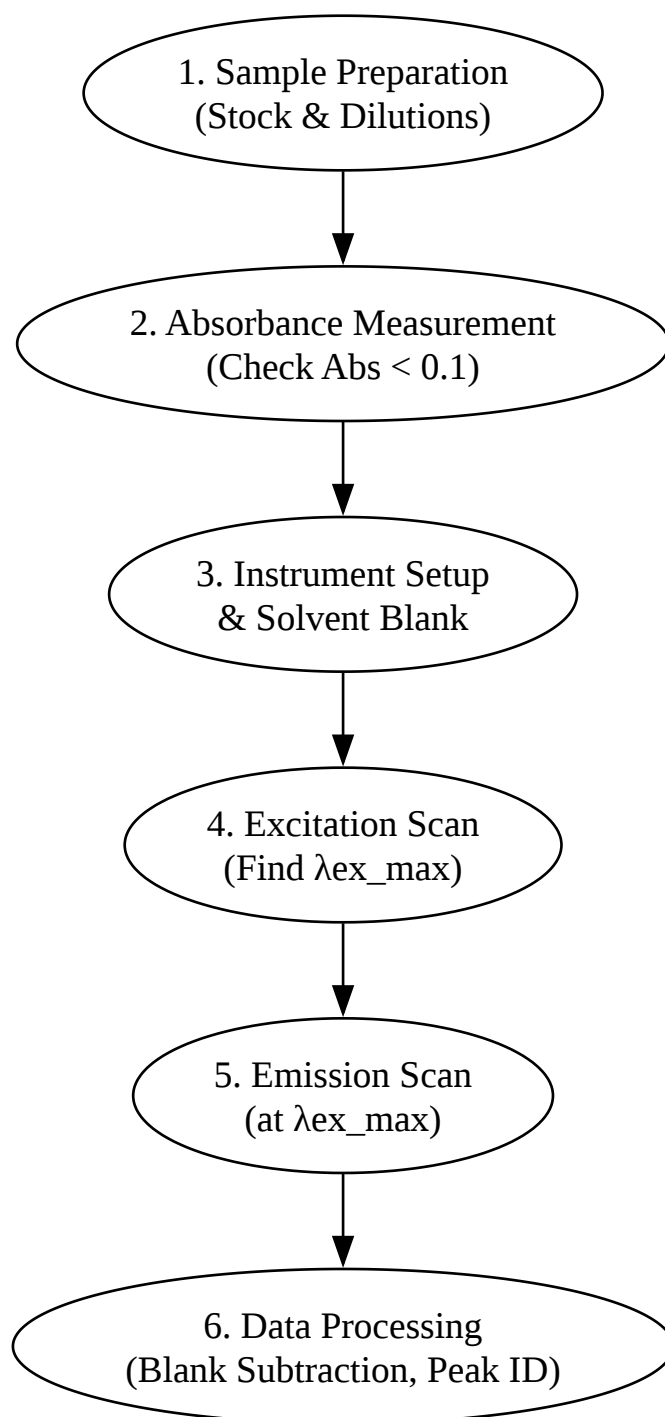 1. Sample Preparation
(Stock & Dilutions)
2. Absorbance Measurement
(Check Abs < 0.1)
3. Instrument Setup
& Solvent Blank
4. Excitation Scan
(Find λex_max)
5. Emission Scan
(at λex_max)
6. Data Processing
(Blank Subtraction, Peak ID)